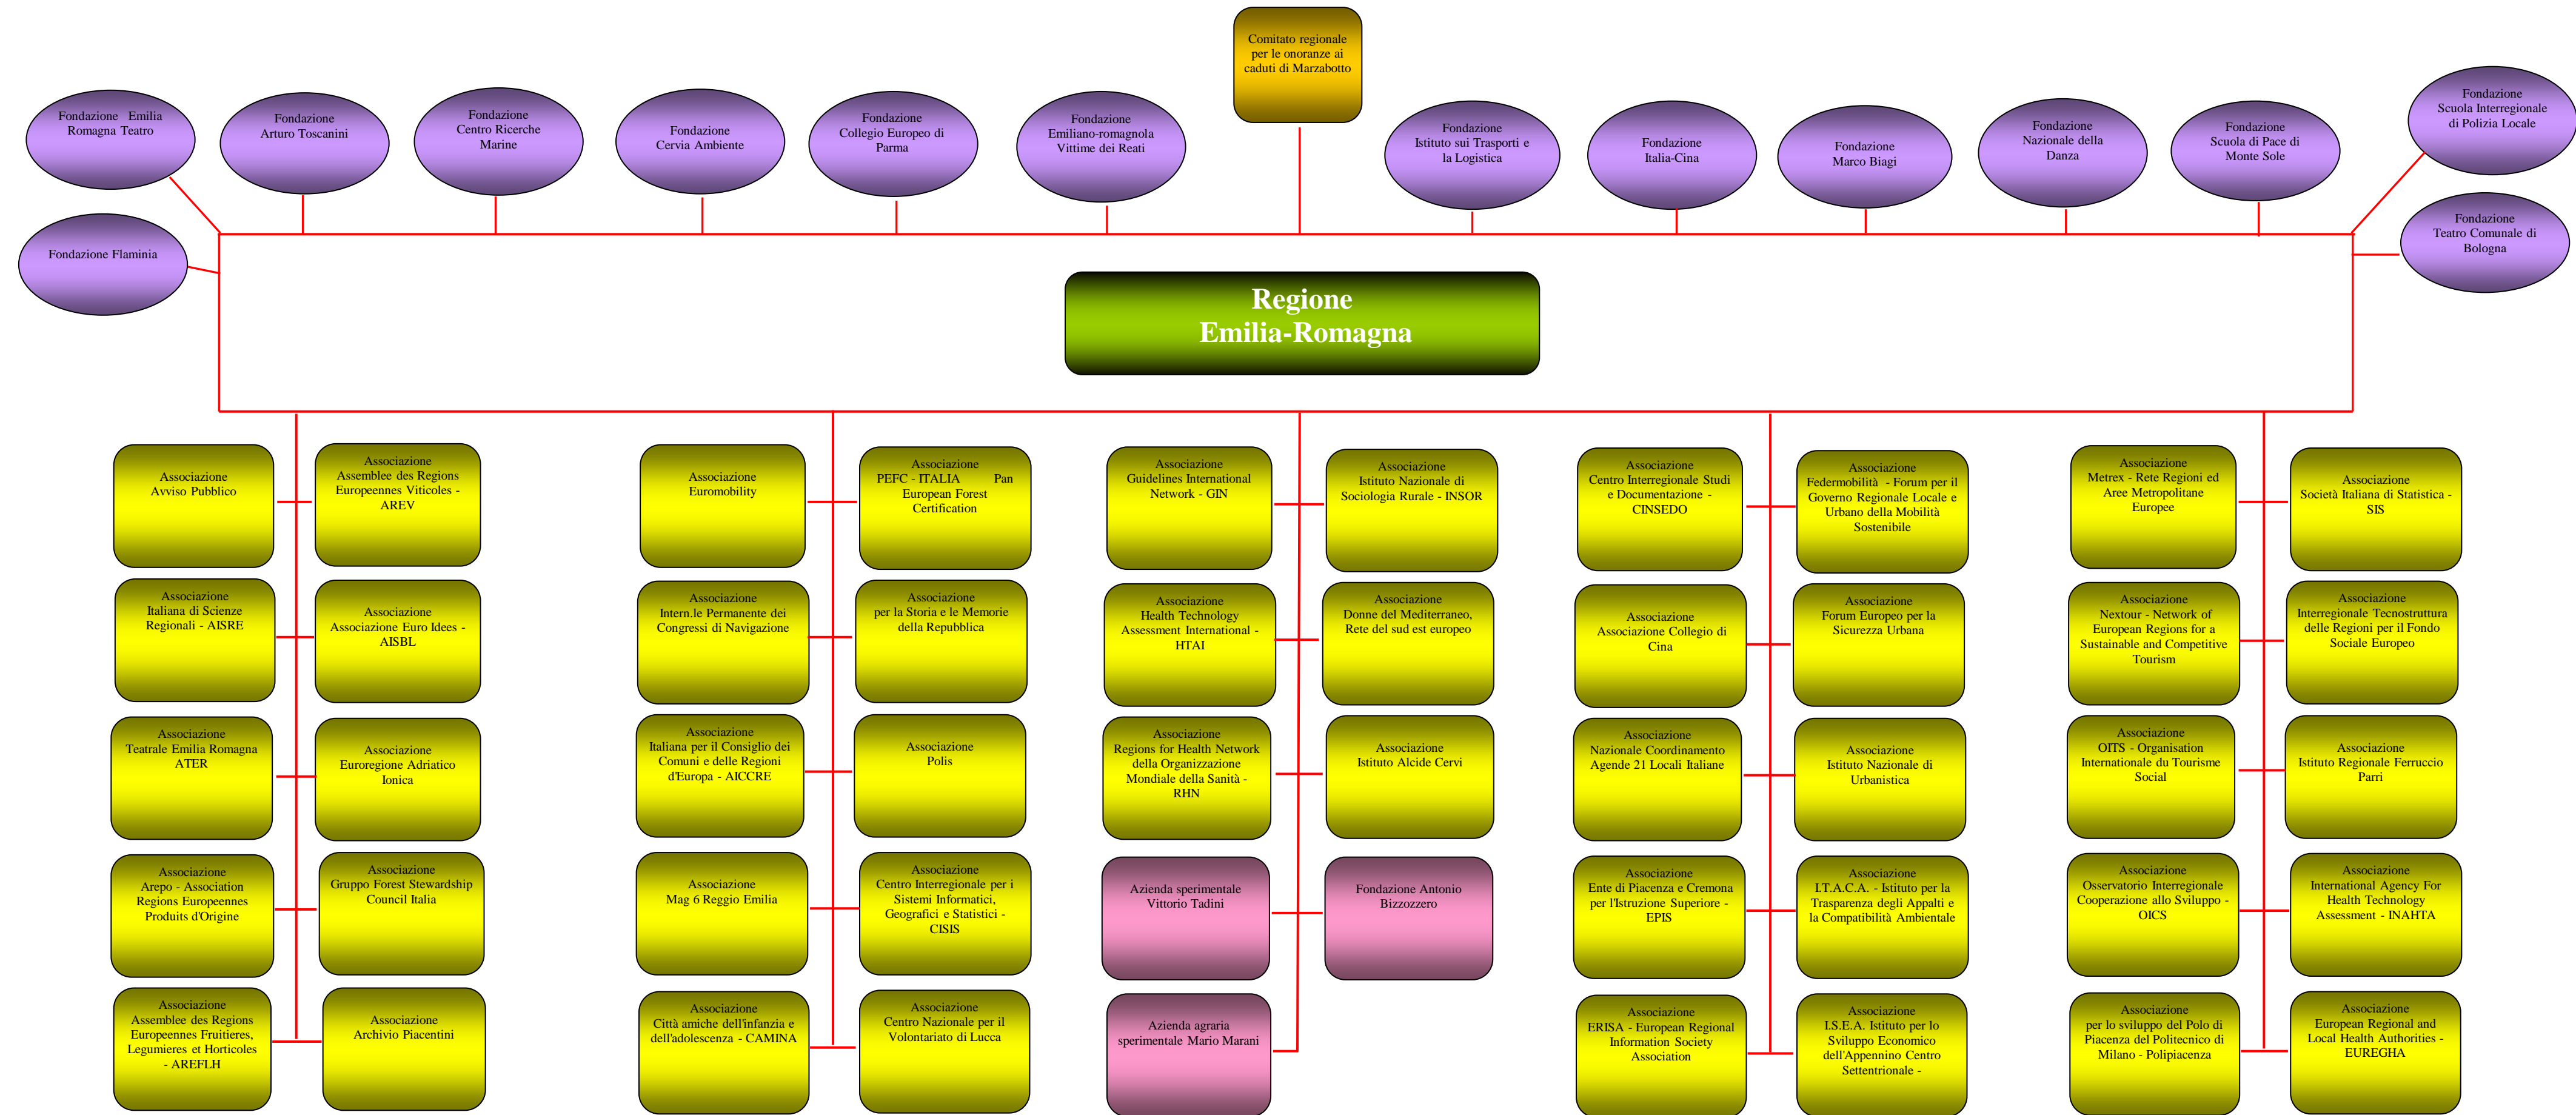 Comitato regionale
per le onoranze ai
caduti di Marzabotto
Fondazione Emilia
Romagna Teatro
Fondazione
Arturo Toscanini
Fondazione
Centro Ricerche
Marine
Fondazione
Cervia Ambiente
Fondazione
Collegio Europeo di
Parma
Fondazione
Emiliano-romagnola
Vittime dei Reati
Fondazione
Istituto sui Trasporti e
la Logistica
Fondazione
Italia-Cina
Fondazione
Marco Biagi
Fondazione
Nazionale della
Danza
Fondazione
Scuola di Pace di
Monte Sole
Fondazione
Scuola Interregionale
di Polizia Locale
Fondazione Flaminia
Fondazione
Teatro Comunale di
Bologna
Regione
Emilia-Romagna
Associazione
Avviso Pubblico
Associazione
Assemblee des Regions
Europeennes Viticoles -
AREV
Associazione
Euromobility
Associazione
PEFC - ITALIA Pan
European Forest
Certification
Associazione
Guidelines International
Network - GIN
Associazione
Istituto Nazionale di
Sociologia Rurale - INSOR
Associazione
Centro Interregionale Studi
e Documentazione -
CINSEDO
Associazione
Federmobilità - Forum per il
Governo Regionale Locale e
Urbano della Mobilità
Sostenibile
Associazione
Metrex - Rete Regioni ed
Aree Metropolitane
Europee
Associazione
Società Italiana di Statistica -
SIS
Associazione
Italiana di Scienze
Regionali - AISRE
Associazione
Associazione Euro Idees -
AISBL
Associazione
Intern.le Permanente dei
Congressi di Navigazione
Associazione
per la Storia e le Memorie
della Repubblica
Associazione
Health Technology
Assessment International -
HTAI
Associazione
Donne del Mediterraneo,
Rete del sud est europeo
Associazione
Associazione Collegio di
Cina
Associazione
Forum Europeo per la
Sicurezza Urbana
Associazione
Nextour - Network of
European Regions for a
Sustainable and Competitive
Tourism
Associazione
Interregionale Tecnostruttura
delle Regioni per il Fondo
Sociale Europeo
Associazione
Teatrale Emilia Romagna
ATER
Associazione
Euroregione Adriatico
Ionica
Associazione
Italiana per il Consiglio dei
Comuni e delle Regioni
d'Europa - AICCRE
Associazione
Polis
Associazione
Regions for Health Network
della Organizzazione
Mondiale della Sanità -
RHN
Associazione
Istituto Alcide Cervi
Associazione
Nazionale Coordinamento
Agende 21 Locali Italiane
Associazione
Istituto Nazionale di
Urbanistica
Associazione
OITS - Organisation
Internationale du Tourisme
Social
Associazione
Istituto Regionale Ferruccio
Parri
Associazione
Arepo - Association
Regions Europeennes
Produits d'Origine
Associazione
Gruppo Forest Stewardship
Council Italia
Associazione
Mag 6 Reggio Emilia
Associazione
Centro Interregionale per i
Sistemi Informatici,
Geografici e Statistici -
CISIS
Azienda sperimentale
Vittorio Tadini
Fondazione Antonio
Bizzozzero
Associazione
Ente di Piacenza e Cremona
per l'Istruzione Superiore -
EPIS
Associazione
I.T.A.C.A. - Istituto per la
Trasparenza degli Appalti e
la Compatibilità Ambientale
Associazione
Osservatorio Interregionale
Cooperazione allo Sviluppo -
OICS
Associazione
International Agency For
Health Technology
Assessment - INAHTA
Associazione
Assemblee des Regions
Europeennes Fruitieres,
Legumieres et Horticoles
- AREFLH
Associazione
Archivio Piacentini
Associazione
Città amiche dell'infanzia e
dell'adolescenza - CAMINA
Associazione
Centro Nazionale per il
Volontariato di Lucca
Azienda agraria
sperimentale Mario Marani
Associazione
ERISA - European Regional
Information Society
Association
Associazione
I.S.E.A. Istituto per lo
Sviluppo Economico
dell'Appennino Centro
Settentrionale -
Associazione
per lo sviluppo del Polo di
Piacenza del Politecnico di
Milano - Polipiacenza
Associazione
European Regional and
Local Health Authorities -
EUREGHA